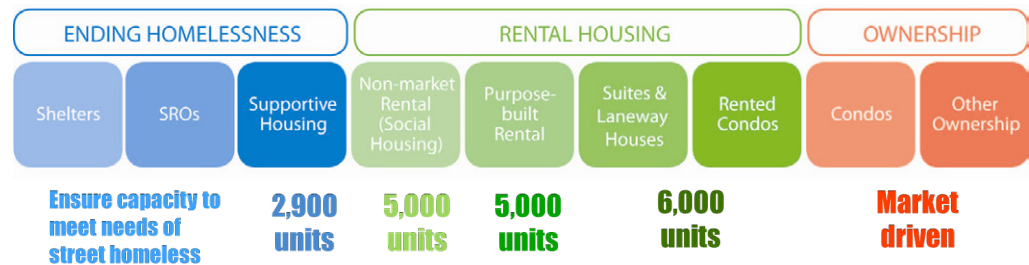 ENDING HOMELESSNESS
RENTAL HOUSING
OWNERSHIP
Shelters
SROs
Supportive
Housing
Non-market
Rental
(Social
Housing)
Purpose-
built
Rental
Suites &
Laneway
Houses
Rented
Condos
Condos
Other
Ownership
Ensure capacity to
meet needs of
street homeless
2,900
units
5,000
units
5,000
units
6,000
units
Market
driven